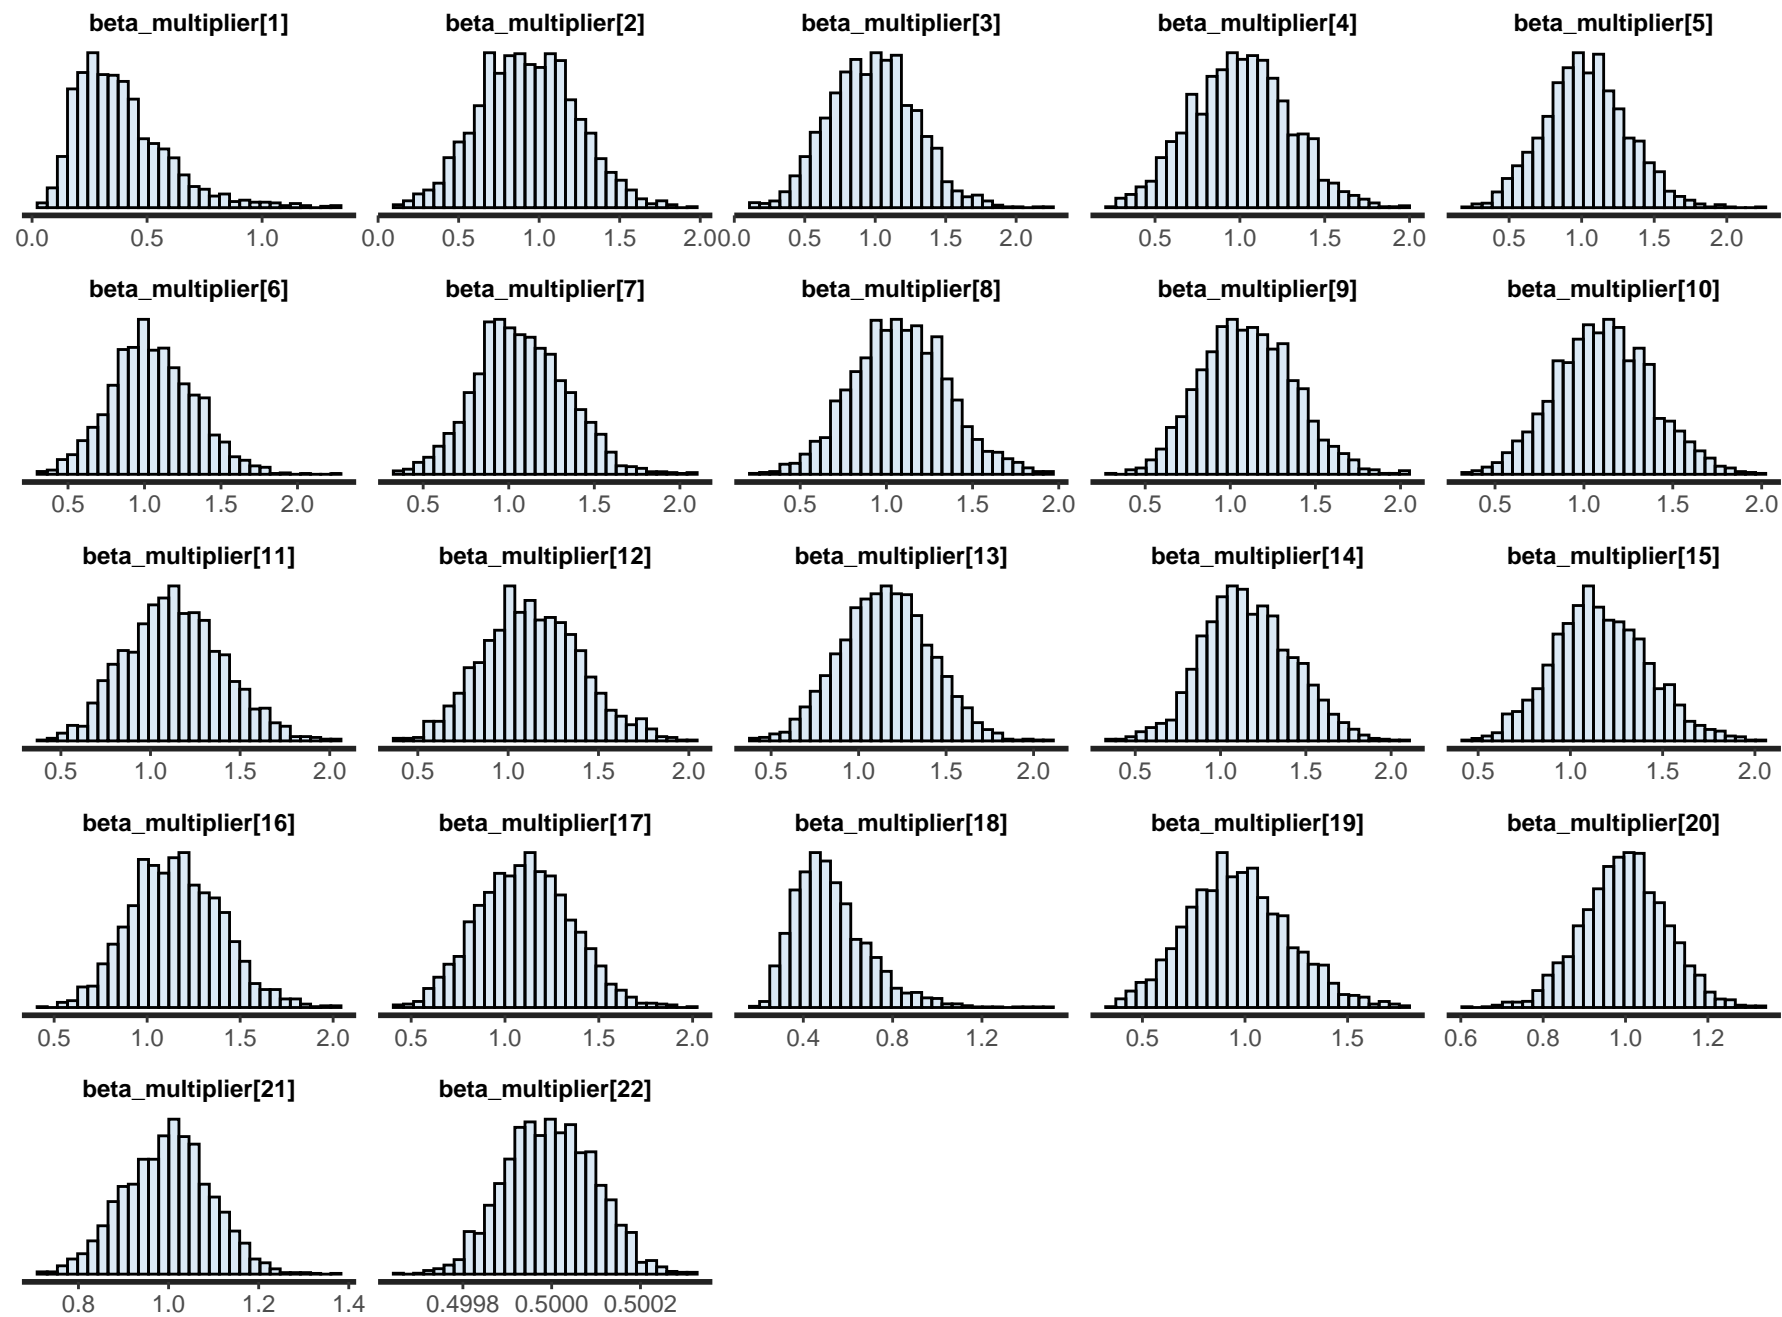 beta_multiplier[1] beta_multiplier[2] beta_multiplier[3] beta_multiplier[4] beta_multiplier[5]
0.0 0.5 1.0 0.0 0.5 1.0 1.5 2.0 0.0 0.5 1.0 1.5 2.0 0.5 1.0 1.5 2.0 0.5 1.0 1.5 2.0
beta_multiplier[6] beta_multiplier[7] beta_multiplier[8] beta_multiplier[9] beta_multiplier[10]
0.5 1.0 1.5 2.0 0.5 1.0 1.5 2.0 0.5 1.0 1.5 2.0 0.5 1.0 1.5 2.0 0.5 1.0 1.5 2.0
beta_multiplier[11] beta_multiplier[12] beta_multiplier[13] beta_multiplier[14] beta_multiplier[15]
0.5 1.0 1.5 2.0 0.5 1.0 1.5 2.0 0.5 1.0 1.5 2.0 0.5 1.0 1.5 2.0 0.5 1.0 1.5 2.0
beta_multiplier[16] beta_multiplier[17] beta_multiplier[18] beta_multiplier[19] beta_multiplier[20]
0.5 1.0 1.5 2.0 0.5 1.0 1.5 2.0 0.4 0.8 1.2 0.5 1.0 1.5 0.6 0.8 1.0 1.2
beta_multiplier[21] beta_multiplier[22]
0.8 1.0 1.2 1.4 0.4998 0.5000 0.5002